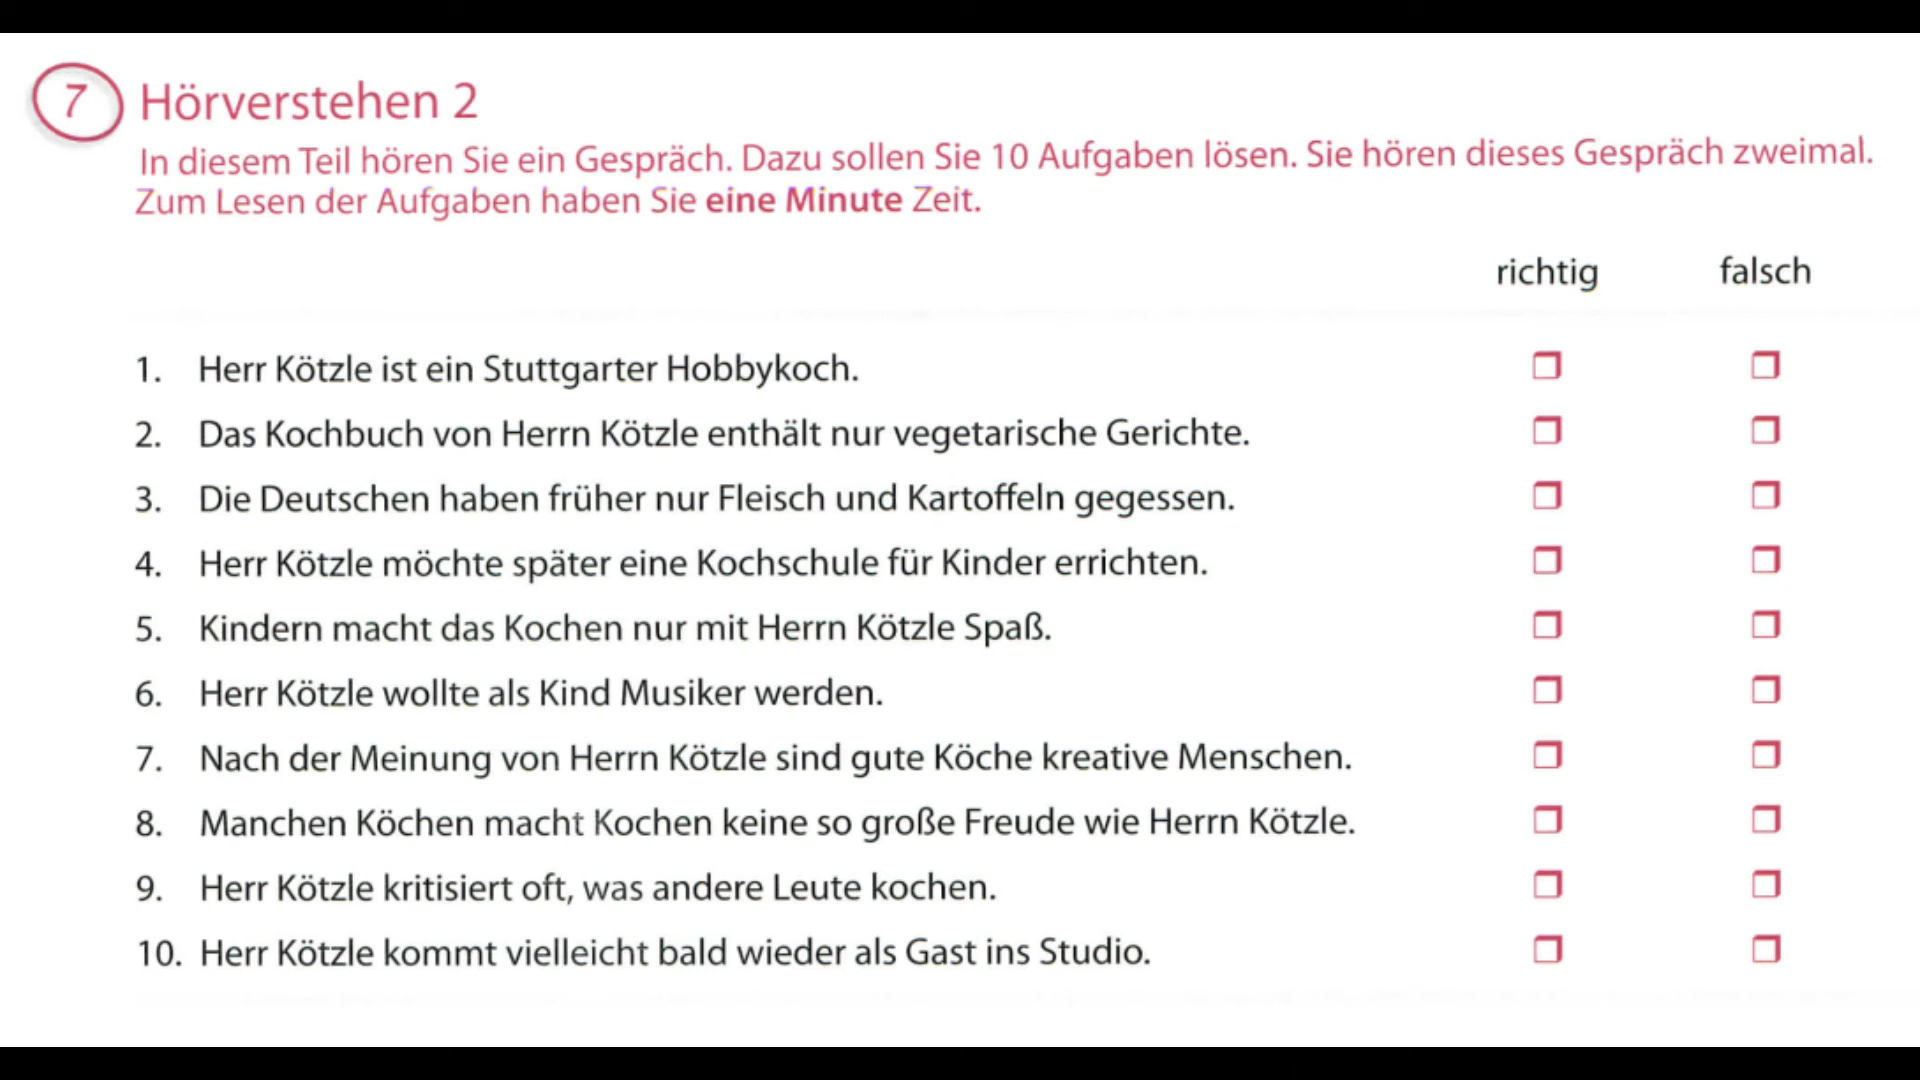 7 Hörverstehen 2
In diesem Teil hören Sie ein Gespräch. Dazu sollen Sie 10 Aufgaben lösen. Sie hören dieses Gespräch zweimal.
Zum Lesen der Aufgaben haben Sie eine Minute Zeit.
richtig falsch
1. Herr Kötzle ist ein Stuttgarter Hobbykoch.
2. Das Kochbuch von Herrn Kötzle enthält nur vegetarische Gerichte.
3. Die Deutschen haben früher nur Fleisch und Kartoffeln gegessen.
4. Herr Kötzle möchte später eine Kochschule für Kinder errichten.
5. Kindern macht das Kochen nur mit Herrn Kötzle Spaß.
6. Herr Kötzle wollte als Kind Musiker werden.
7. Nach der Meinung von Herrn Kötzle sind gute Köche kreative Menschen.
8. Manchen Köchen macht Kochen keine so große Freude wie Herrn Kötzle.
9. Herr Kötzle kritisiert oft, was andere Leute kochen.
10. Herr Kötzle kommt vielleicht bald wieder als Gast ins Studio.